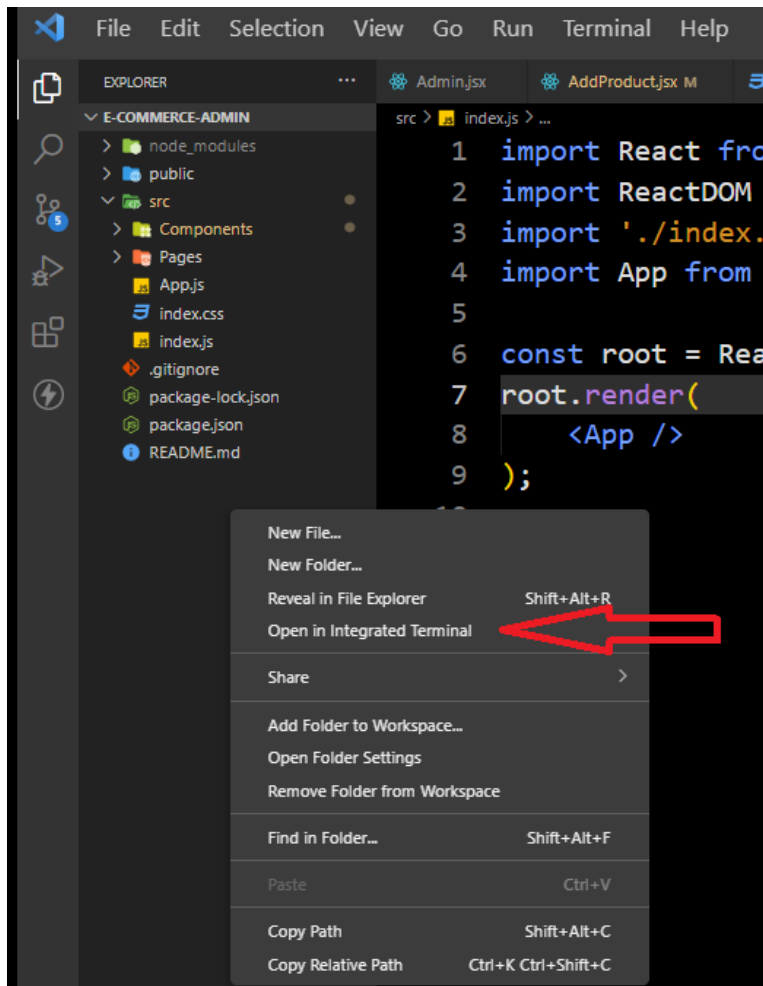 File Edit Selection View Go Run Terminal Help
EXPLORER ... Admin.jsx AddProduct.jsx M
E-COMMERCE-ADMIN
src > JS index.js > ...
node_modules
public
src
Components
Pages
JS App.js
index.css
JS index.js
.gitignore
package-lock.json
package.json
README.md
5
1 import React fro
2 import ReactDOM
3 import './index.
4 import App from
5
6 const root = Rea
7 root.render(
8 <App />
9 );
New File...
New Folder...
Reveal in File Explorer Shift+Alt+R
Open in Integrated Terminal
Share
Add Folder to Workspace...
Open Folder Settings
Remove Folder from Workspace
Find in Folder... Shift+Alt+F
Paste Ctrl+V
Copy Path Shift+Alt+C
Copy Relative Path Ctrl+K Ctrl+Shift+C